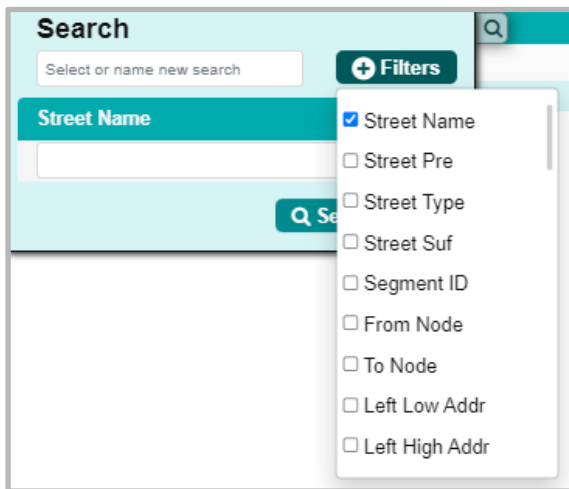 Search
Select or name new search
Filters
Street Name
Street Name
Street Pre
Street Type
Street Suf
Segment ID
From Node
To Node
Left Low Addr
Left High Addr